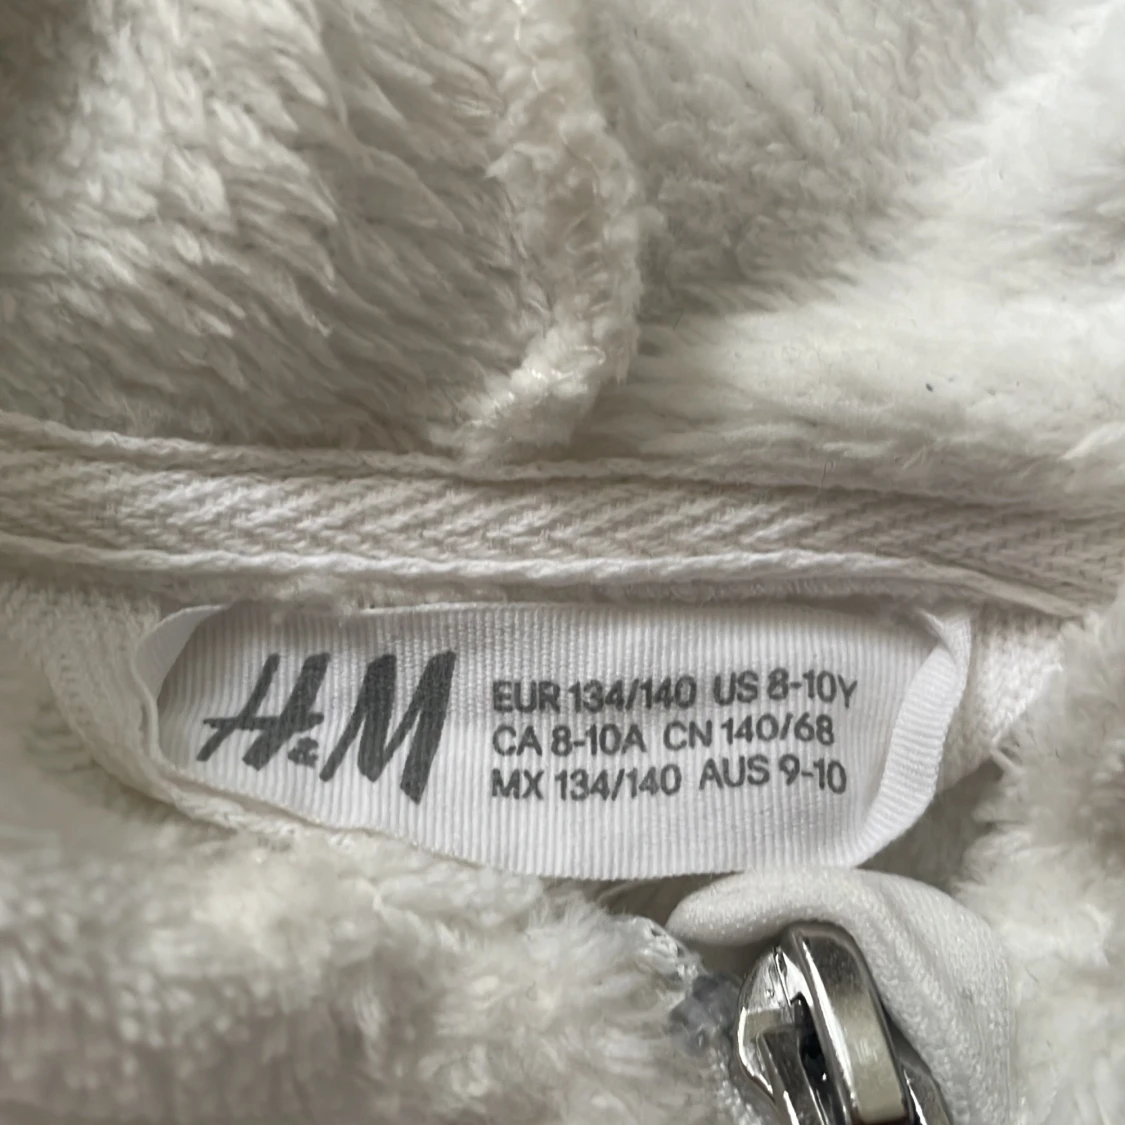 H&M
EUR 134/140 US 8-10Y
CA 8-10A CN 140/68
MX 134/140 AUS 9-10